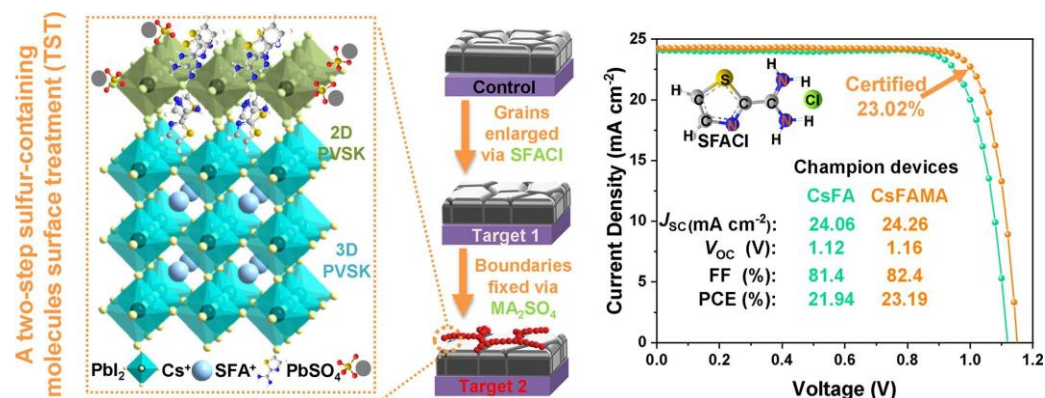 A two-step sulfur-containing
molecules surface treatment (TST)
2D
PVSK
3D
PVSK
PbI₂ Cs⁺ SFA⁺ PbSO₄
Control
Grains
enlarged
via SFACl
Target 1
Boundaries
fixed via
MA₂SO₄
Target 2
Current Density (mA cm⁻²)
25
20
15
10
5
0
0.0 0.2 0.4 0.6 0.8 1.0 1.2
Voltage (V)
H
S
H
N
H
Cl
C
C
C
C
H
C
N
N
H
H
SFACl
H
Certified
23.02%
Champion devices
CsFA CsFAMA
JSC(mA cm⁻²): 24.06 24.26
VOC (V): 1.12 1.16
FF (%): 81.4 82.4
PCE (%): 21.94 23.19